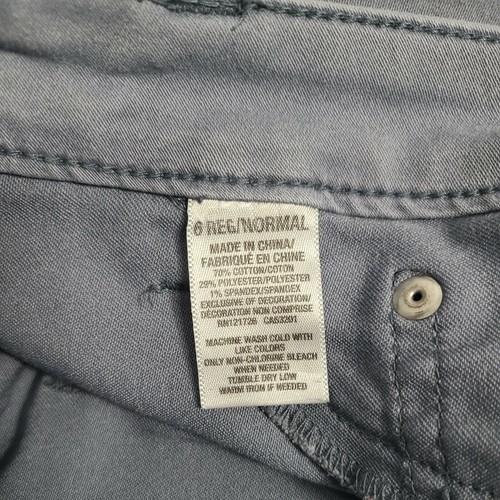 6 REG/NORMAL
MADE IN CHINA/
FABRIQUÉ EN CHINE
70% COTTON/COTON
29% POLYESTER/POLYESTER
1% SPANDEX/SPANDEX
EXCLUSIVE OF DECORATION/
DÉCORATION NON COMPRISE
RN121726 CA53201
MACHINE WASH COLD WITH
LIKE COLORS
ONLY NON-CHLORINE BLEACH
WHEN NEEDED
TUMBLE DRY LOW
WARM IRON IF NEEDED